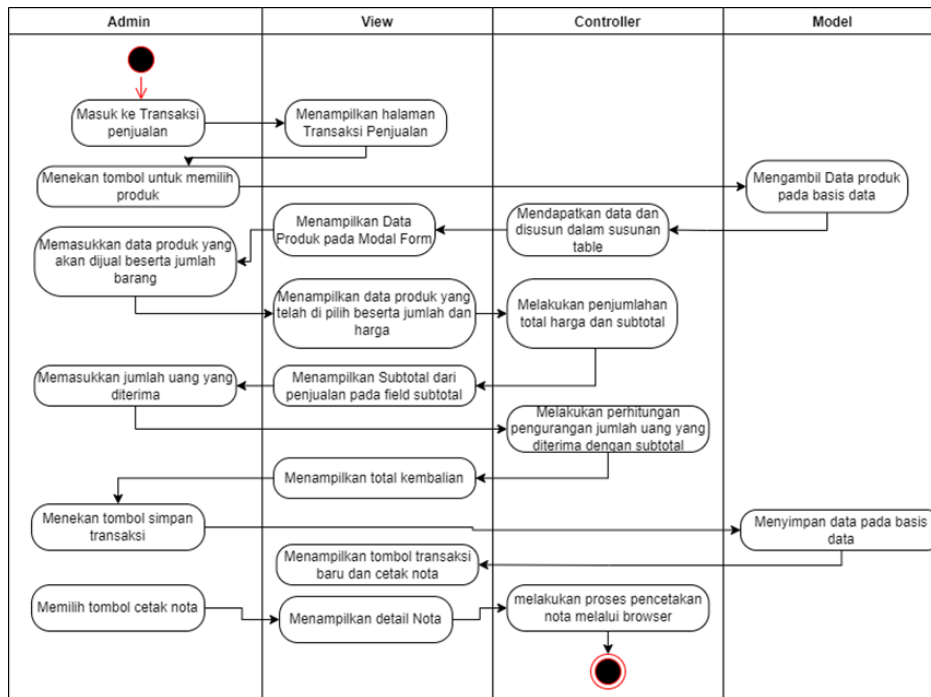 Admin
View
Controller
Model
Masuk ke Transaksi
penjualan
Menampilkan halaman
Transaksi Penjualan
Menekan tombol untuk memilih
produk
Mengambil Data produk
pada basis data
Mendapatkan data dan
disusun dalam susunan
table
Menampilkan Data
Produk pada Modal Form
Memasukkan data produk yang
akan dijual beserta jumlah
barang
Menampilkan data produk yang
telah di pilih beserta jumlah dan
harga
Melakukan penjumlahan
total harga dan subtotal
Menampilkan Subtotal dari
penjualan pada field subtotal
Memasukkan jumlah uang yang
diterima
Melakukan perhitungan
pengurangan jumlah uang yang
diterima dengan subtotal
Menampilkan total kembalian
Menekan tombol simpan
transaksi
Menyimpan data pada basis
data
Menampilkan tombol transaksi
baru dan cetak nota
Memilih tombol cetak nota
Menampilkan detail Nota
melakukan proses pencetakan
nota melalui browser